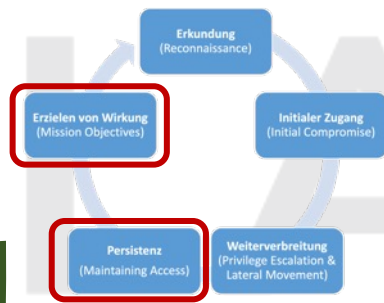 Erkundung
(Reconnaissance)
Initialer Zugang
(Initial Compromise)
Weiterverbreitung
(Privilege Escalation &
Lateral Movement)
Persistenz
(Maintaining Access)
Erzielen von Wirkung
(Mission Objectives)